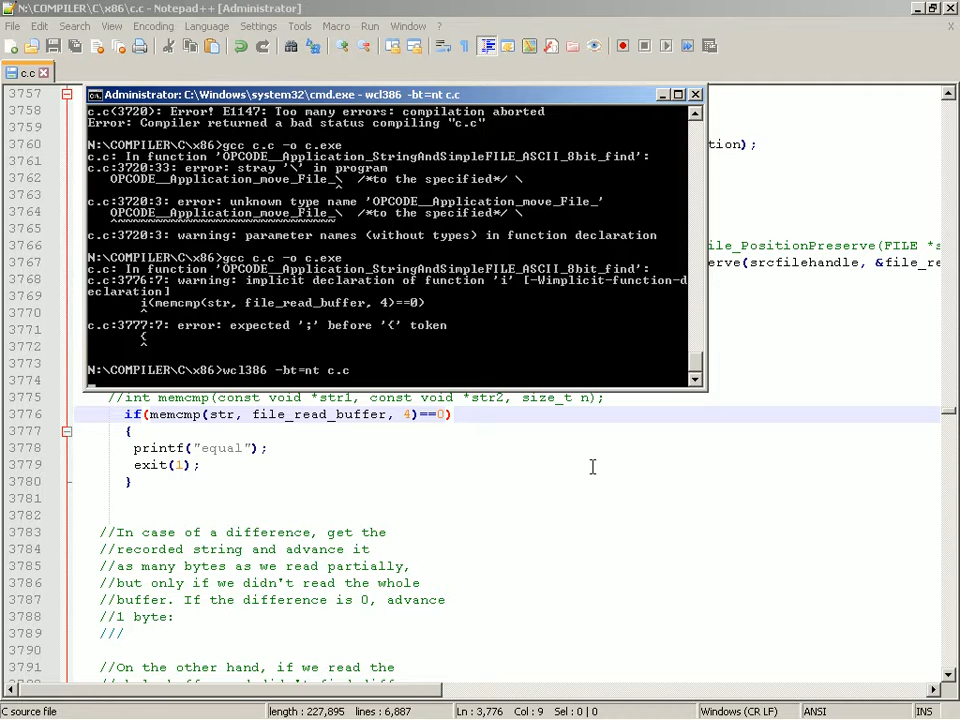 N:\COMPILER\C\x86\c.c - Notepad++ [Administrator]
File Edit Search View Encoding Language Settings Tools Macro Run Window ?
X
c.c
3757
3758
3759
3760 tion);
3761
3762
3763
3764
3765
3766 ile_PositionPreserve(FILE *s
3767 erve(srcfilehandle, &file_re
3768
3769
3770
3771
3772
3773
3774
Administrator: C:\Windows\system32\cmd.exe - wcl386 -bt=nt c.c
c.c(3720): Error! E1147: Too many errors: compilation aborted
Error: Compiler returned a bad status compiling "c.c"
N:\COMPILER\C\x86>gcc c.c -o c.exe
c.c: In function 'OPCODE__Application_StringAndSimpleFILE_ASCII_8bit_find':
c.c:3720:33: error: stray '\' in program
OPCODE__Application_move_File_\ /*to the specified*/ \
^
c.c:3720:3: error: unknown type name 'OPCODE__Application_move_File_'
OPCODE__Application_move_File_\ /*to the specified*/ \
^~~~~~~~~~~~~~~~~~~~~~~~~~~~~~~
c.c:3720:3: warning: parameter names (without types) in function declaration
N:\COMPILER\C\x86>gcc c.c -o c.exe
c.c: In function 'OPCODE__Application_StringAndSimpleFILE_ASCII_8bit_find':
c.c:3776:7: warning: implicit declaration of function 'i' [-Wimplicit-function-d
eclaration]
i(memcmp(str, file_read_buffer, 4)==0)
^
c.c:3777:7: error: expected ';' before '{' token
{
^
N:\COMPILER\C\x86>wcl386 -bt=nt c.c
3775 //int memcmp(const void *str1, const void *str2, size_t n);
3776 if(memcmp(str, file_read_buffer, 4)==0)
3777 {
3778 printf("equal");
3779 exit(1);
3780 }
3781
3782
3783 //In case of a difference, get the
3784 //recorded string and advance it
3785 //as many bytes as we read partially,
3786 //but only if we didn't read the whole
3787 //buffer. If the difference is 0, advance
3788 //1 byte:
3789 ///
3790
3791 //On the other hand, if we read the
C source file length : 227,895 lines : 6,887 Ln : 3,776 Col : 9 Sel : 0 | 0 Windows (CR LF) ANSI INS